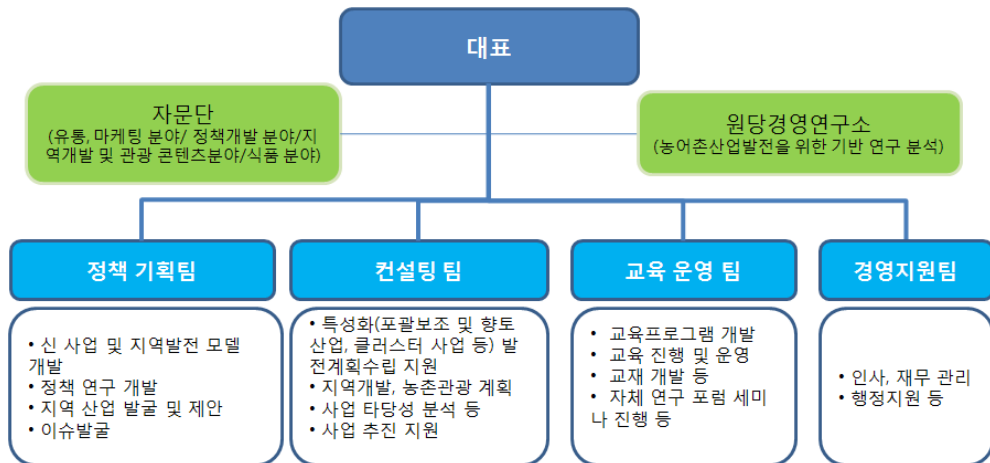 대표
자문단
(유통, 마케팅 분야/ 정책개발 분야/지
역개발 및 관광 콘텐츠분야/식품 분야)
원당경영연구소
(농어촌산업발전을 위한 기반 연구 분석)
정책 기획팀
컨설팅 팀
교육 운영 팀
경영지원팀
• 신 사업 및 지역발전 모델
개발
• 정책 연구 개발
• 지역 산업 발굴 및 제안
• 이슈발굴
• 특성화(포괄보조 및 향토
산업, 클러스터 사업 등) 발
전계획수립 지원
• 지역개발, 농촌관광 계획
• 사업 타당성 분석 등
• 사업 추진 지원
• 교육프로그램 개발
• 교육 진행 및 운영
• 교재 개발 등
• 자체 연구 포럼 세미
나 진행 등
• 인사, 재무 관리
• 행정지원 등